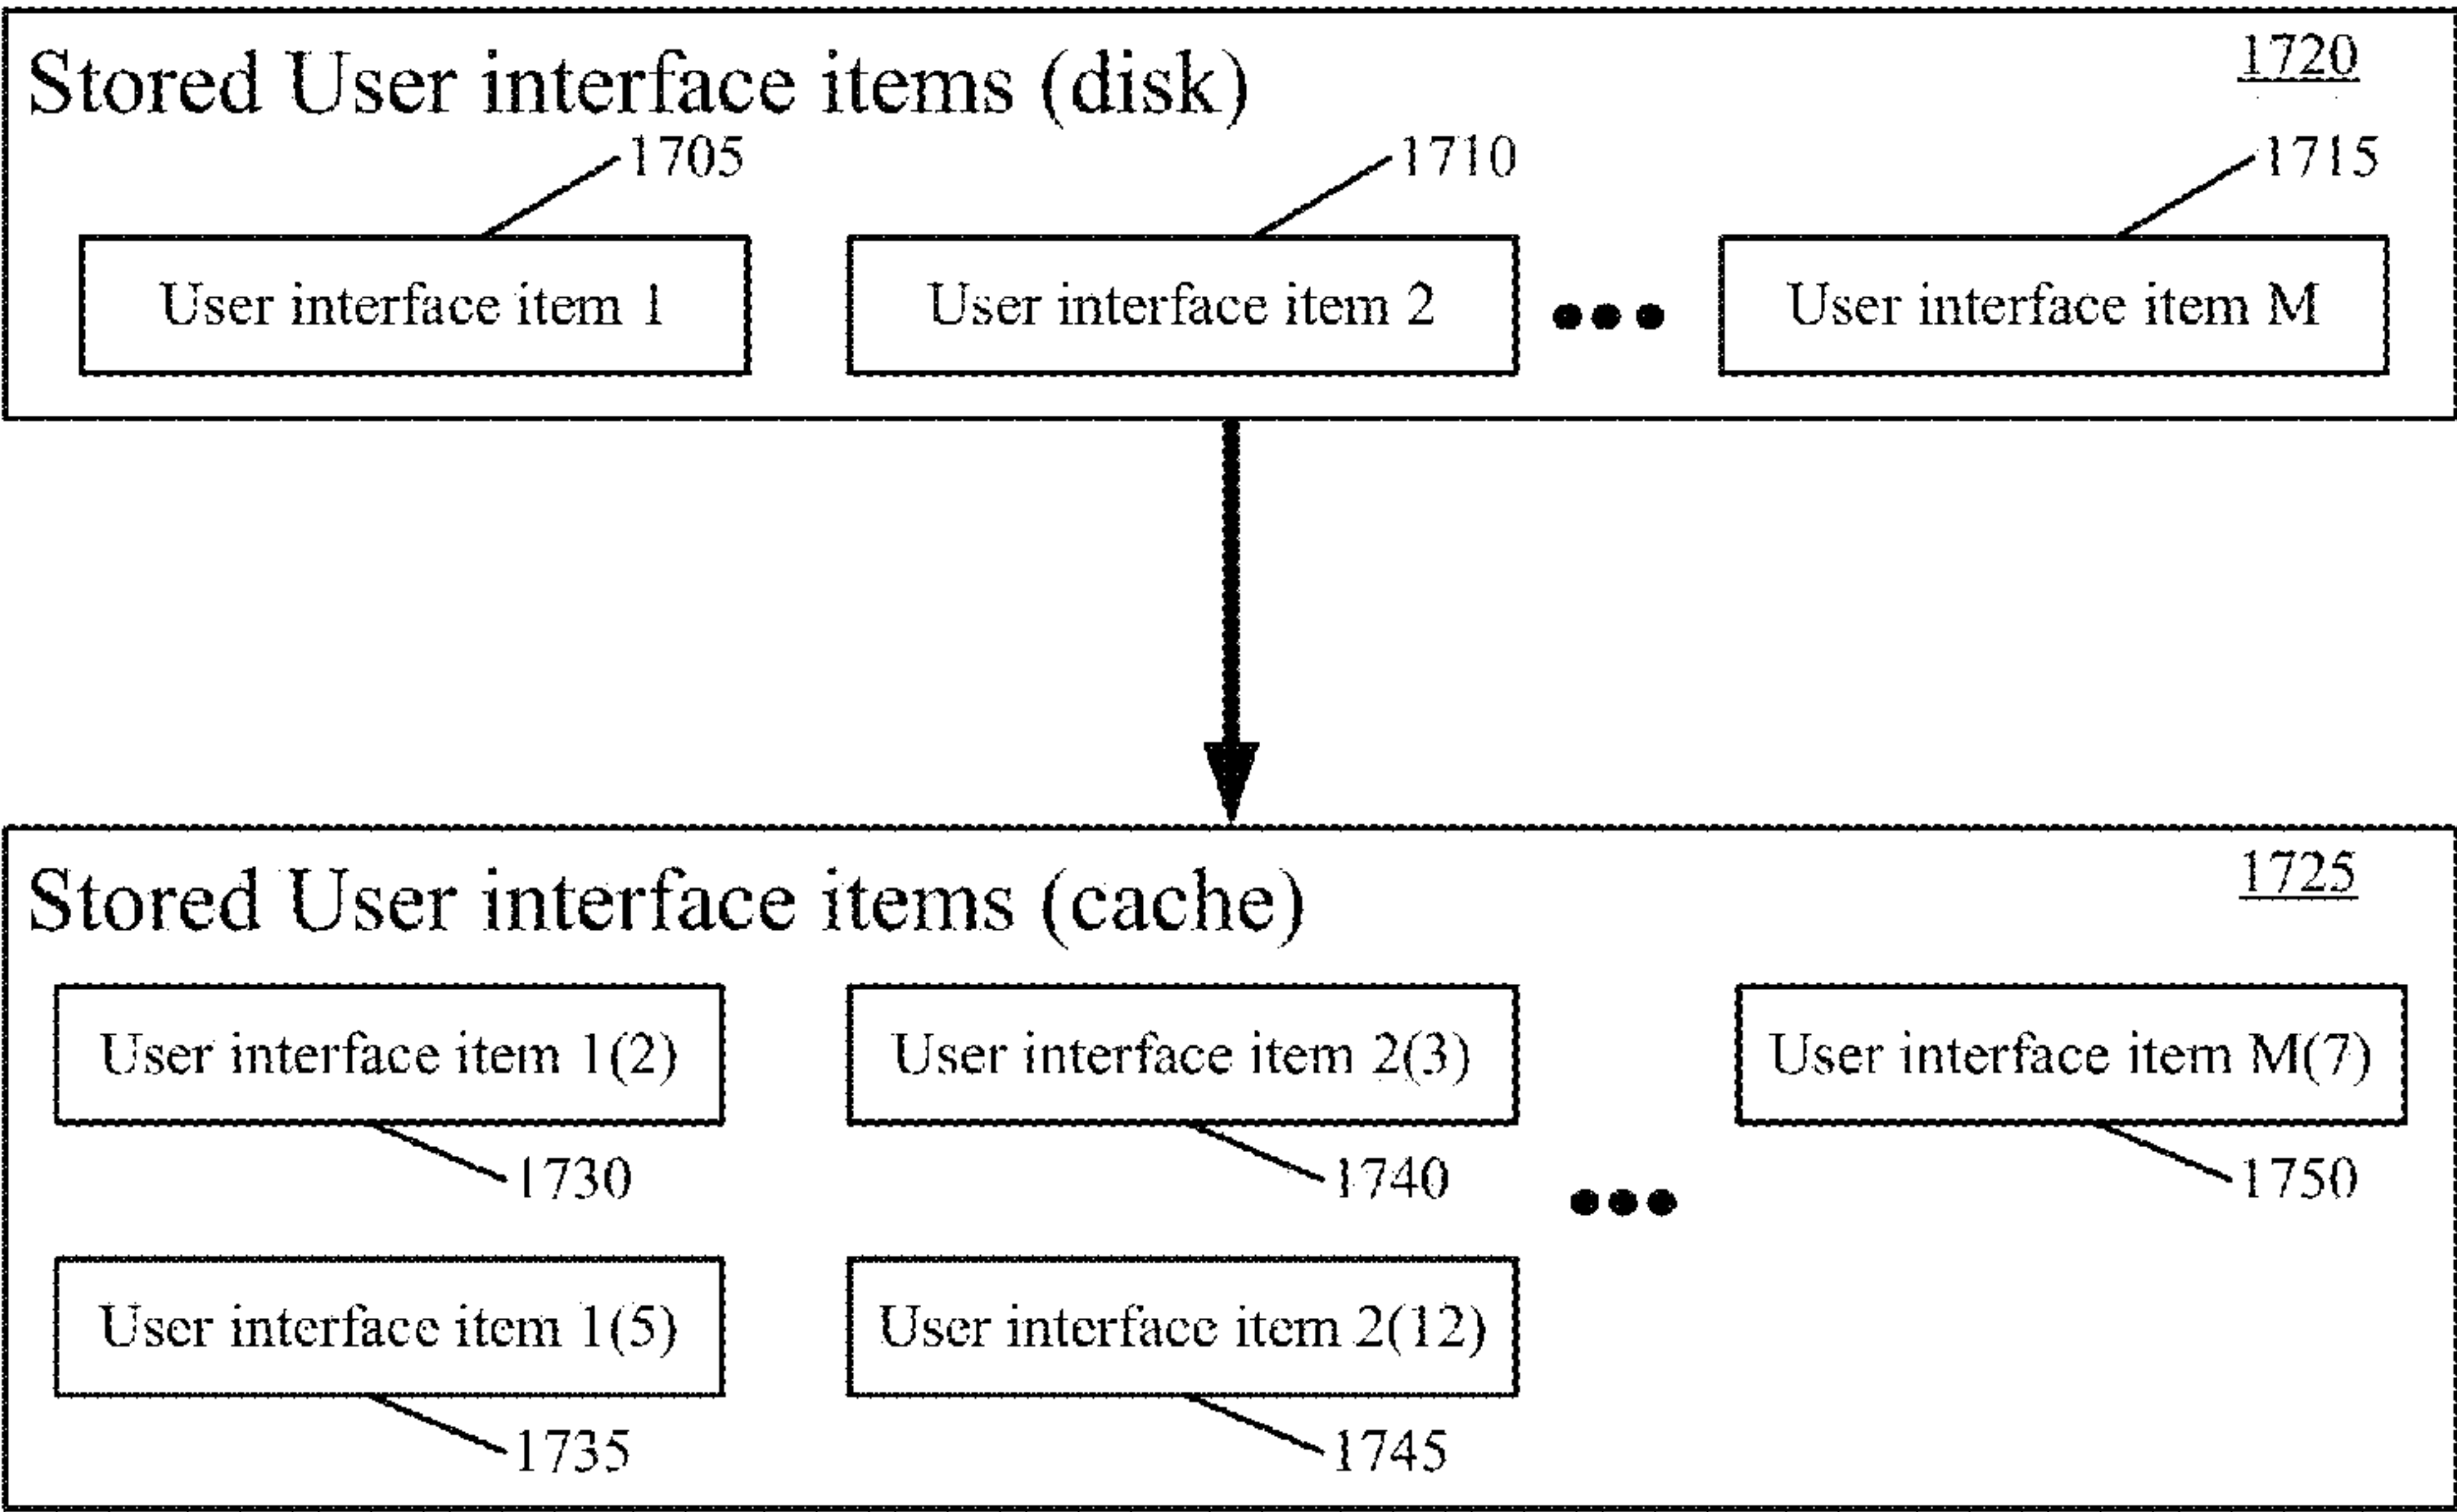 Stored User interface items (disk)
1720
1705
1710
1715
User interface item 1
User interface item 2
User interface item M
Stored User interface items (cache)
1725
User interface item 1(2)
User interface item 2(3)
User interface item M(7)
1730
1740
1750
User interface item 1(5)
User interface item 2(12)
1735
1745